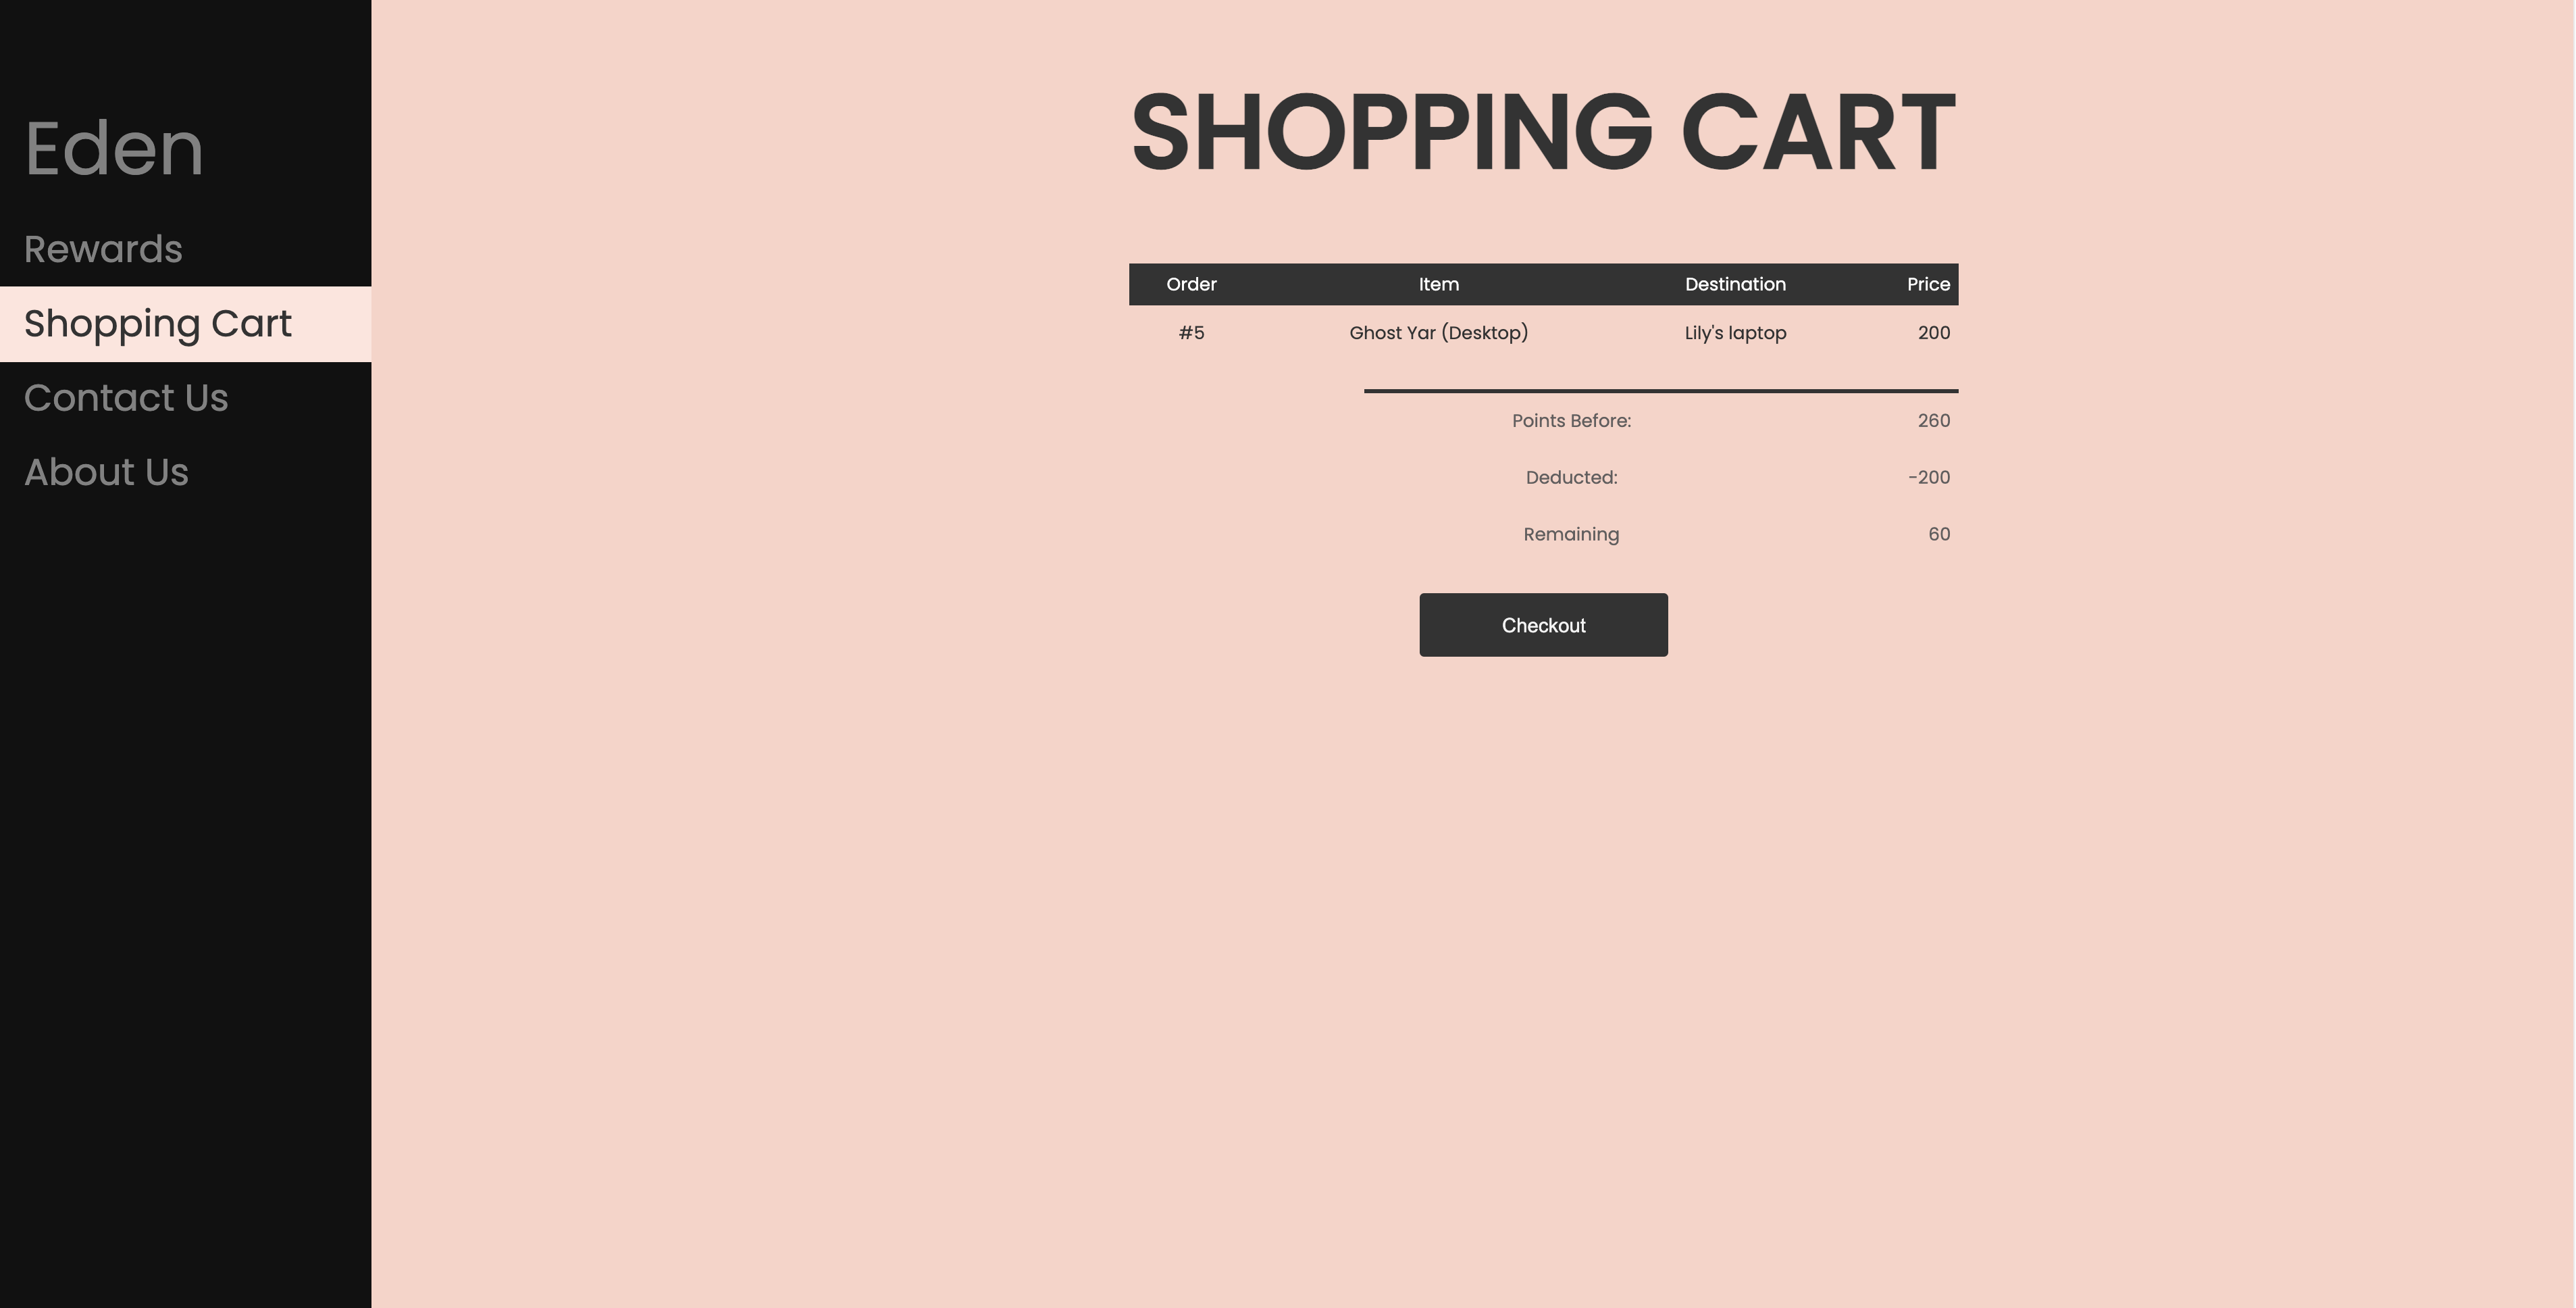 Eden
Rewards
Shopping Cart
Contact Us
About Us
SHOPPING CART
Order Item Destination Price
#5 Ghost Yar (Desktop) Lily's laptop 200
Points Before: 260
Deducted: -200
Remaining 60
Checkout